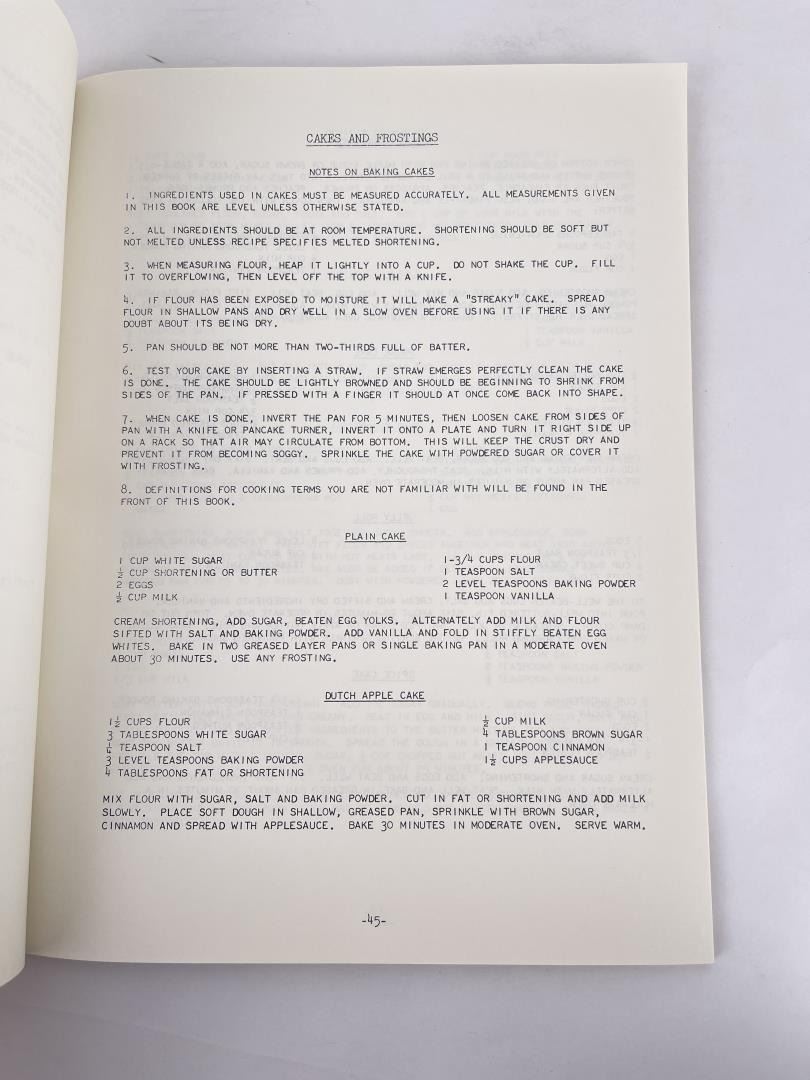 CAKES AND FROSTINGS
NOTES ON BAKING CAKES
1. INGREDIENTS USED IN CAKES MUST BE MEASURED ACCURATELY. ALL MEASUREMENTS GIVEN
IN THIS BOOK ARE LEVEL UNLESS OTHERWISE STATED.
2. ALL INGREDIENTS SHOULD BE AT ROOM TEMPERATURE. SHORTENING SHOULD BE SOFT BUT
NOT MELTED UNLESS RECIPE SPECIFIES MELTED SHORTENING.
3. WHEN MEASURING FLOUR, HEAP IT LIGHTLY INTO A CUP. DO NOT SHAKE THE CUP. FILL
IT TO OVERFLOWING, THEN LEVEL OFF THE TOP WITH A KNIFE.
4. IF FLOUR HAS BEEN EXPOSED TO MOISTURE IT WILL MAKE A "STREAKY" CAKE. SPREAD
FLOUR IN SHALLOW PANS AND DRY WELL IN A SLOW OVEN BEFORE USING IT IF THERE IS ANY
DOUBT ABOUT ITS BEING DRY.
5. PAN SHOULD BE NOT MORE THAN TWO-THIRDS FULL OF BATTER.
6. TEST YOUR CAKE BY INSERTING A STRAW. IF STRAW EMERGES PERFECTLY CLEAN THE CAKE
IS DONE. THE CAKE SHOULD BE LIGHTLY BROWNED AND SHOULD BE BEGINNING TO SHRINK FROM
SIDES OF THE PAN. IF PRESSED WITH A FINGER IT SHOULD AT ONCE COME BACK INTO SHAPE.
7. WHEN CAKE IS DONE, INVERT THE PAN FOR 5 MINUTES, THEN LOOSEN CAKE FROM SIDES OF
PAN WITH A KNIFE OR PANCAKE TURNER, INVERT IT ONTO A PLATE AND TURN IT RIGHT SIDE UP
ON A RACK SO THAT AIR MAY CIRCULATE FROM BOTTOM. THIS WILL KEEP THE CRUST DRY AND
PREVENT IT FROM BECOMING SOGGY. SPRINKLE THE CAKE WITH POWDERED SUGAR OR COVER IT
WITH FROSTING.
8. DEFINITIONS FOR COOKING TERMS YOU ARE NOT FAMILIAR WITH WILL BE FOUND IN THE
FRONT OF THIS BOOK.
PLAIN CAKE
1 CUP WHITE SUGAR
½ CUP SHORTENING OR BUTTER
2 EGGS
½ CUP MILK
1-3/4 CUPS FLOUR
1 TEASPOON SALT
2 LEVEL TEASPOONS BAKING POWDER
1 TEASPOON VANILLA
CREAM SHORTENING, ADD SUGAR, BEATEN EGG YOLKS. ALTERNATELY ADD MILK AND FLOUR
SIFTED WITH SALT AND BAKING POWDER. ADD VANILLA AND FOLD IN STIFFLY BEATEN EGG
WHITES. BAKE IN TWO GREASED LAYER PANS OR SINGLE BAKING PAN IN A MODERATE OVEN
ABOUT 30 MINUTES. USE ANY FROSTING.
DUTCH APPLE CAKE
1½ CUPS FLOUR
3 TABLESPOONS WHITE SUGAR
¼ TEASPOON SALT
3 LEVEL TEASPOONS BAKING POWDER
4 TABLESPOONS FAT OR SHORTENING
½ CUP MILK
4 TABLESPOONS BROWN SUGAR
1 TEASPOON CINNAMON
1½ CUPS APPLESAUCE
MIX FLOUR WITH SUGAR, SALT AND BAKING POWDER. CUT IN FAT OR SHORTENING AND ADD MILK
SLOWLY. PLACE SOFT DOUGH IN SHALLOW, GREASED PAN, SPRINKLE WITH BROWN SUGAR,
CINNAMON AND SPREAD WITH APPLESAUCE. BAKE 30 MINUTES IN MODERATE OVEN. SERVE WARM.
-45-